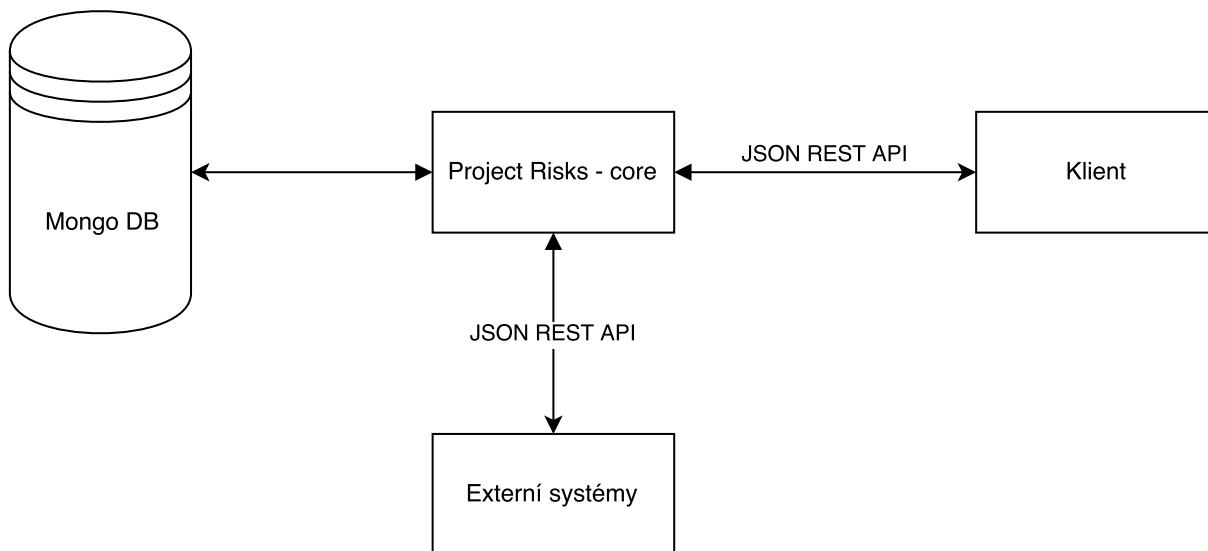 JSON REST API
Project Risks - core
Klient
Mongo DB
JSON REST API
Externí systémy